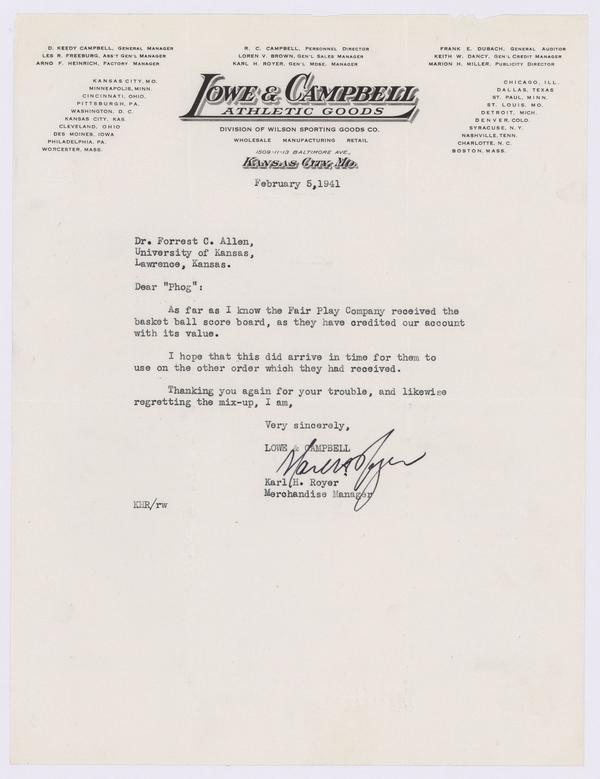 D. KEEDY CAMPBELL, GENERAL MANAGER
LES R. FREEBURG, ASS'T GEN'L MANAGER
ARNO F. HEINRICH, FACTORY MANAGER
R. C. CAMPBELL, PERSONNEL DIRECTOR
LOREN V. BROWN, GEN'L SALES MANAGER
KARL H. ROYER, GEN'L MDSE. MANAGER
FRANK E. DUBACH, GENERAL AUDITOR
KEITH W. DANCY, GEN'L CREDIT MANAGER
MARION H. MILLER, PUBLICITY DIRECTOR
KANSAS CITY, MO.
MINNEAPOLIS, MINN.
CINCINNATI, OHIO.
PITTSBURGH, PA.
WASHINGTON, D. C.
KANSAS CITY, KAS.
CLEVELAND, OHIO
DES MOINES, IOWA
PHILADELPHIA, PA.
WORCESTER, MASS.
LOWE & CAMPBELL
ATHLETIC GOODS
DIVISION OF WILSON SPORTING GOODS CO.
WHOLESALE MANUFACTURING RETAIL
1509-11-13 BALTIMORE AVE.,
KANSAS CITY, MO.
CHICAGO, ILL.
DALLAS, TEXAS
ST. PAUL, MINN.
ST. LOUIS, MO.
DETROIT, MICH.
DENVER, COLO.
SYRACUSE, N. Y.
NASHVILLE, TENN.
CHARLOTTE, N. C.
BOSTON, MASS.
February 5,1941
Dr. Forrest C. Allen,
University of Kansas,
Lawrence, Kansas.
Dear "Phog":
As far as I know the Fair Play Company received the
basket ball score board, as they have credited our account
with its value.
I hope that this did arrive in time for them to
use on the other order which they had received.
Thanking you again for your trouble, and likewise
regretting the mix-up, I am,
Very sincerely,
LOWE & CAMPBELL
Karl H. Royer
Karl H. Royer
Merchandise Manager
KHR/rw